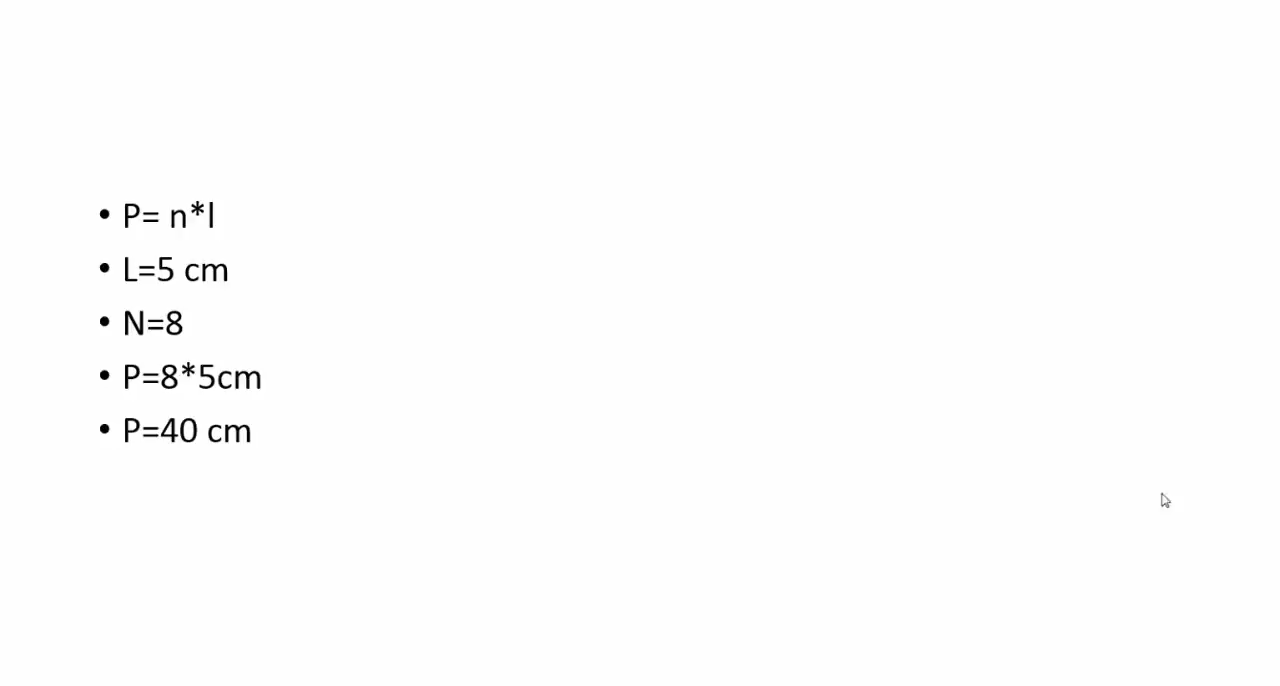 • P= n*l
• L=5 cm
• N=8
• P=8*5cm
• P=40 cm